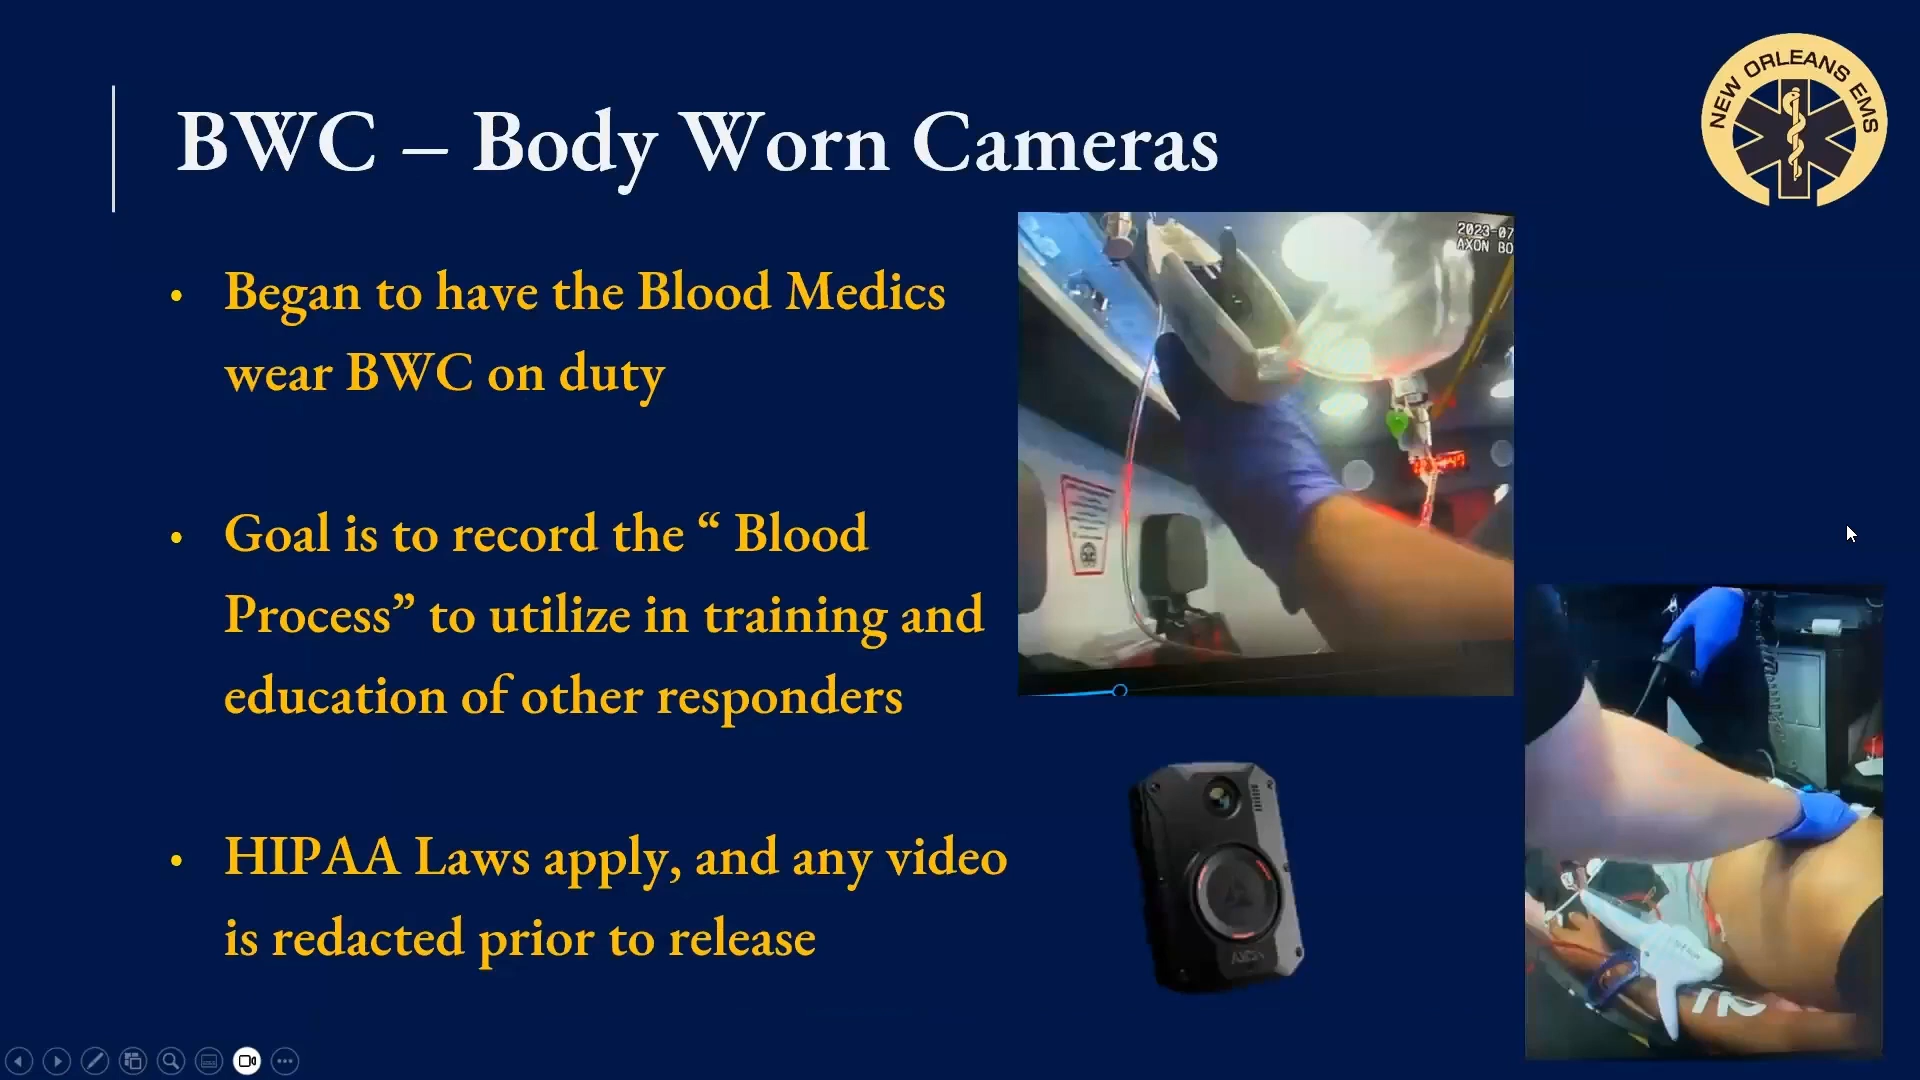 NEW ORLEANS EMS
BWC – Body Worn Cameras
• Began to have the Blood Medics
wear BWC on duty
• Goal is to record the “ Blood
Process” to utilize in training and
education of other responders
• HIPAA Laws apply, and any video
is redacted prior to release
2023-07
AXON BO
AXON